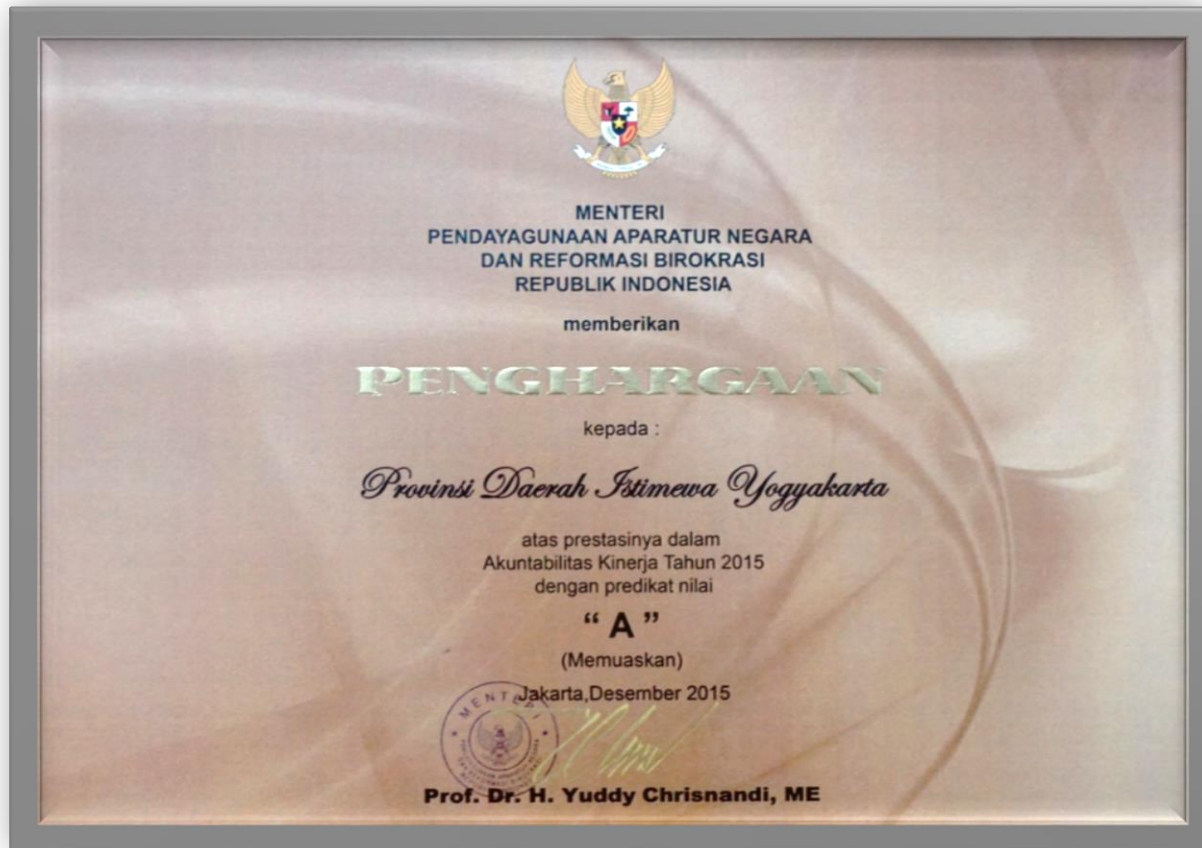 MENTERI
PENDAYAGUNAAN APARATUR NEGARA
DAN REFORMASI BIROKRASI
REPUBLIK INDONESIA
memberikan
PENGHARGAAN
kepada :
Provinsi Daerah Istimewa Yogyakarta
atas prestasinya dalam
Akuntabilitas Kinerja Tahun 2015
dengan predikat nilai
“ A ”
(Memuaskan)
Jakarta,Desember 2015
MENTERI
Prof. Dr. H. Yuddy Chrisnandi, ME